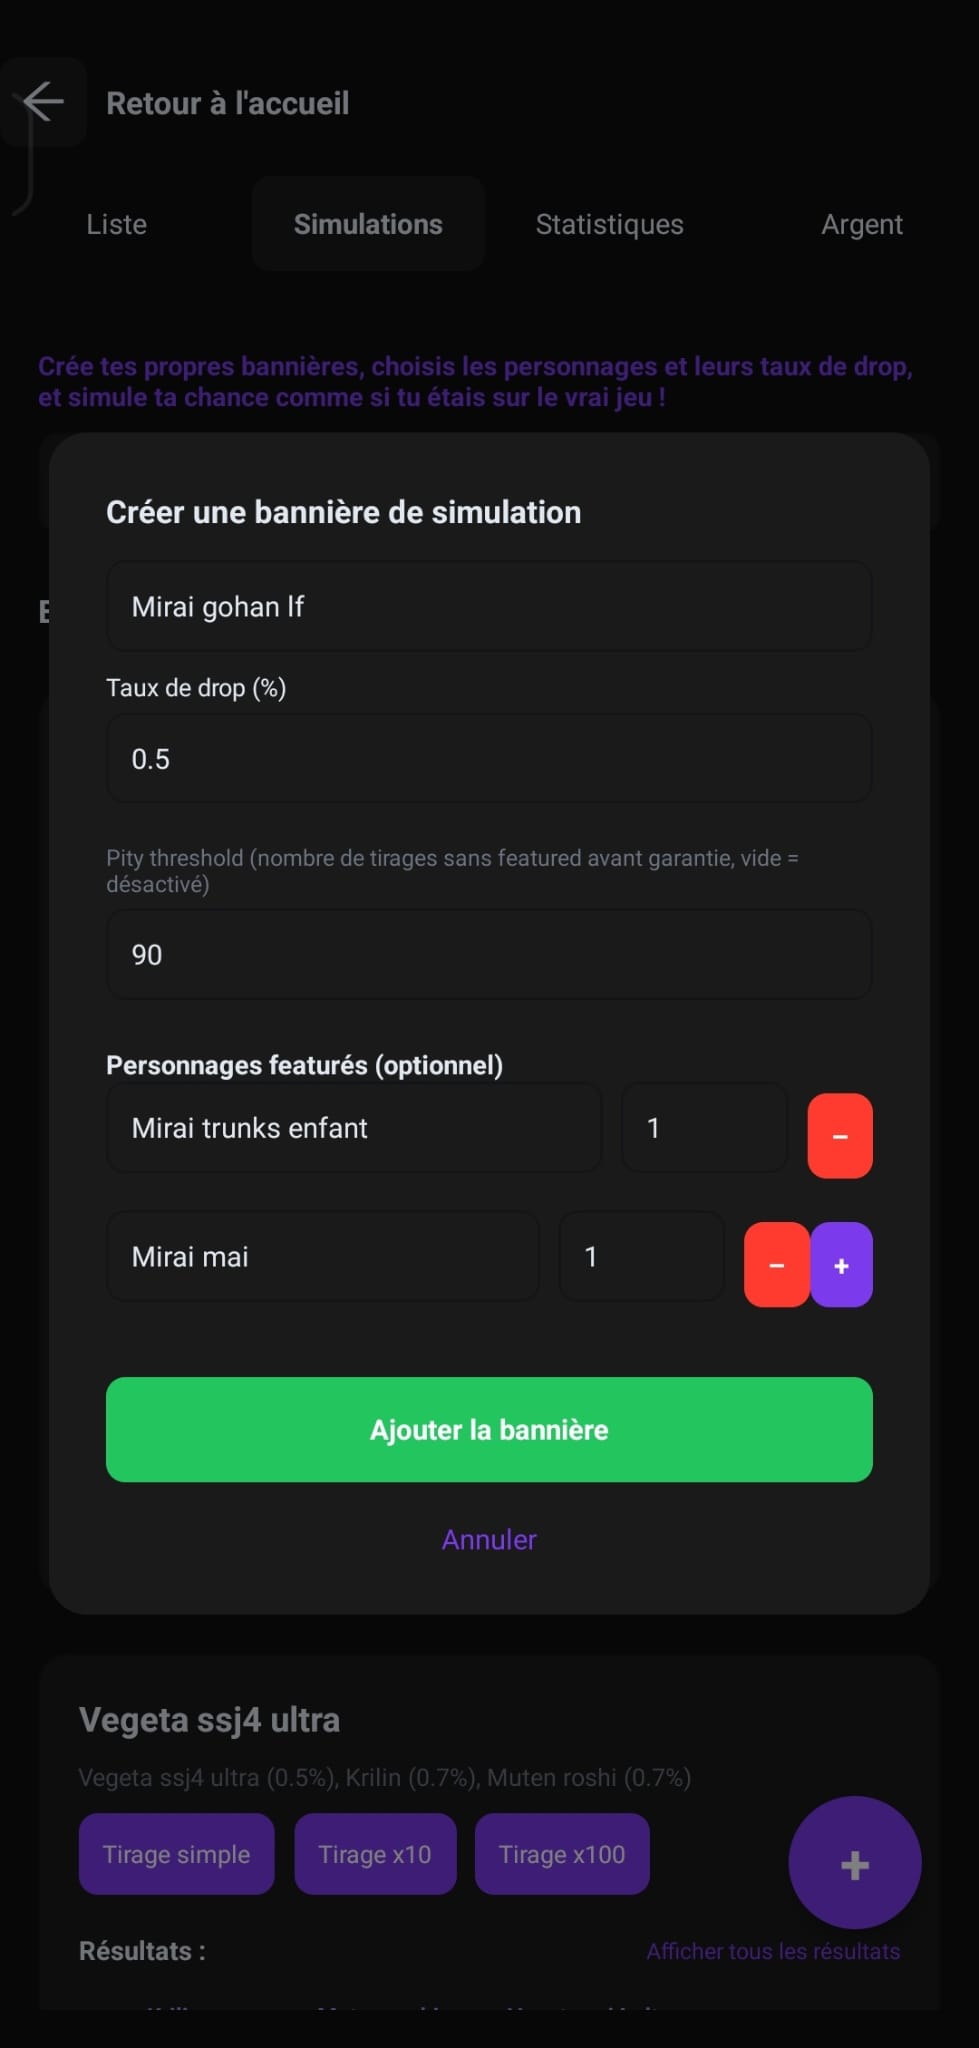 Retour à l'accueil
Liste
Simulations
Statistiques
Argent
Crée tes propres bannières, choisis les personnages et leurs taux de drop,
et simule ta chance comme si tu étais sur le vrai jeu !
Créer une bannière de simulation
Mirai gohan lf
Taux de drop (%)
0.5
Pity threshold (nombre de tirages sans featured avant garantie, vide =
désactivé)
90
Personnages featurés (optionnel)
Mirai trunks enfant
1
–
Mirai mai
1
–
+
Ajouter la bannière
Annuler
Vegeta ssj4 ultra
Vegeta ssj4 ultra (0.5%), Krilin (0.7%), Muten roshi (0.7%)
Tirage simple
Tirage x10
Tirage x100
+
Résultats :
Afficher tous les résultats